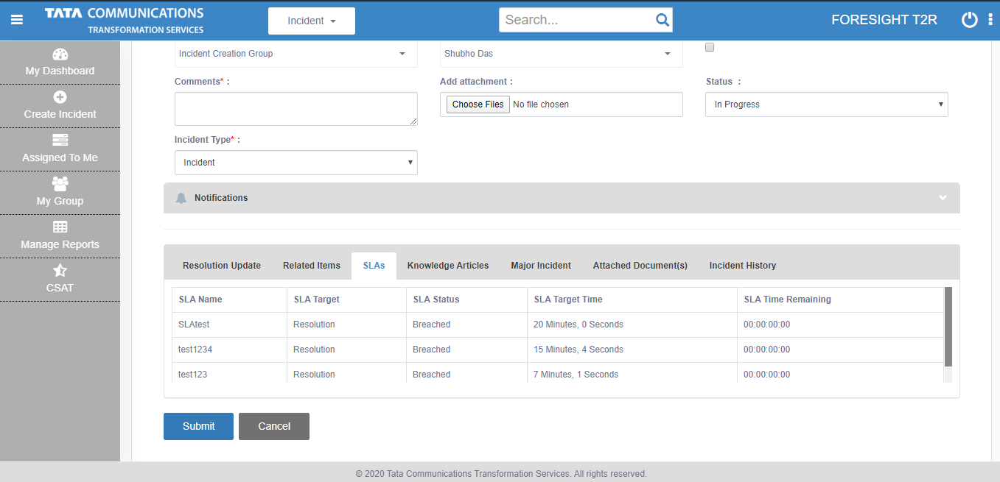 TATA COMMUNICATIONS
TRANSFORMATION SERVICES
Incident
Search...
FORESIGHT T2R
My Dashboard
Create Incident
Assigned To Me
My Group
Manage Reports
CSAT
Incident Creation Group
Shubho Das
Comments* :
Add attachment :
Status :
Choose Files No file chosen
In Progress
Incident Type* :
Incident
Notifications
Resolution Update Related Items SLAs Knowledge Articles Major Incident Attached Document(s) Incident History
SLA Name SLA Target SLA Status SLA Target Time SLA Time Remaining
SLAtest Resolution Breached 20 Minutes, 0 Seconds 00:00:00:00
test1234 Resolution Breached 15 Minutes, 4 Seconds 00:00:00:00
test123 Resolution Breached 7 Minutes, 1 Seconds 00:00:00:00
Submit Cancel
© 2020 Tata Communications Transformation Services. All rights reserved.